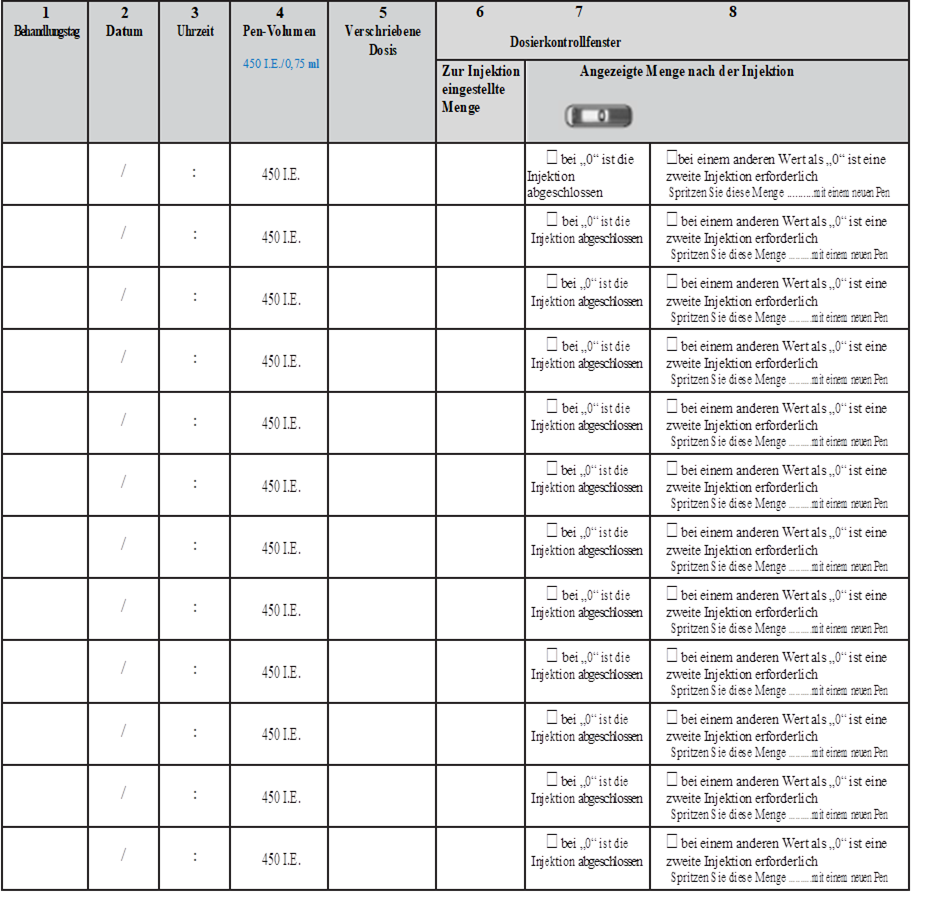 1 2 3 4 5 6 7 8
Behandlungstag Datum Uhrzeit Pen-Volumen Verschriebene Dosis Dosierkontrollfenster
450 I.E./0,75 ml
Zur Injektion eingestellte Menge Angezeigte Menge nach der Injektion
0
/ : 450 I.E. ☐ bei „0“ ist die Injektion abgeschlossen ☐bei einem anderen Wert als „0“ ist eine zweite Injektion erforderlich
Spritzen Sie diese Menge ..........mit einem neuen Pen
/ : 450 I.E. ☐ bei „0“ ist die Injektion abgeschlossen ☐ bei einem anderen Wert als „0“ ist eine zweite Injektion erforderlich
Spritzen Sie diese Menge ..........mit einem neuen Pen
/ : 450 I.E. ☐ bei „0“ ist die Injektion abgeschlossen ☐ bei einem anderen Wert als „0“ ist eine zweite Injektion erforderlich
Spritzen Sie diese Menge ..........mit einem neuen Pen
/ : 450 I.E. ☐ bei „0“ ist die Injektion abgeschlossen ☐ bei einem anderen Wert als „0“ ist eine zweite Injektion erforderlich
Spritzen Sie diese Menge ..........mit einem neuen Pen
/ : 450 I.E. ☐ bei „0“ ist die Injektion abgeschlossen ☐ bei einem anderen Wert als „0“ ist eine zweite Injektion erforderlich
Spritzen Sie diese Menge ..........mit einem neuen Pen
/ : 450 I.E. ☐ bei „0“ ist die Injektion abgeschlossen ☐ bei einem anderen Wert als „0“ ist eine zweite Injektion erforderlich
Spritzen Sie diese Menge ..........mit einem neuen Pen
/ : 450 I.E. ☐ bei „0“ ist die Injektion abgeschlossen ☐ bei einem anderen Wert als „0“ ist eine zweite Injektion erforderlich
Spritzen Sie diese Menge ..........mit einem neuen Pen
/ : 450 I.E. ☐ bei „0“ ist die Injektion abgeschlossen ☐ bei einem anderen Wert als „0“ ist eine zweite Injektion erforderlich
Spritzen Sie diese Menge ..........mit einem neuen Pen
/ : 450 I.E. ☐ bei „0“ ist die Injektion abgeschlossen ☐ bei einem anderen Wert als „0“ ist eine zweite Injektion erforderlich
Spritzen Sie diese Menge ..........mit einem neuen Pen
/ : 450 I.E. ☐ bei „0“ ist die Injektion abgeschlossen ☐ bei einem anderen Wert als „0“ ist eine zweite Injektion erforderlich
Spritzen Sie diese Menge ..........mit einem neuen Pen
/ : 450 I.E. ☐ bei „0“ ist die Injektion abgeschlossen ☐ bei einem anderen Wert als „0“ ist eine zweite Injektion erforderlich
Spritzen Sie diese Menge ..........mit einem neuen Pen
/ : 450 I.E. ☐ bei „0“ ist die Injektion abgeschlossen ☐ bei einem anderen Wert als „0“ ist eine zweite Injektion erforderlich
Spritzen Sie diese Menge ..........mit einem neuen Pen